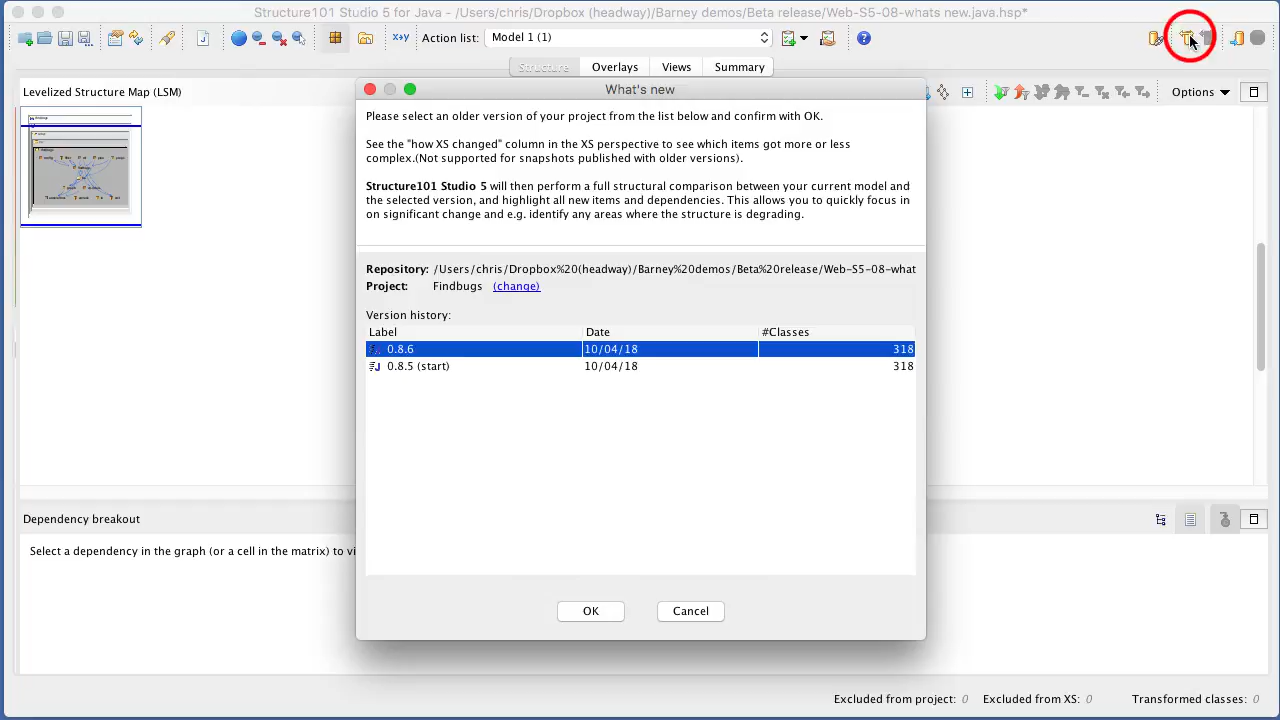 Structure101 Studio 5 for Java - /Users/chris/Dropbox (headway)/Barney demos/Beta release/Web-S5-08-whats new.java.hsp*
x+y Action list: Model 1 (1)
Structure Overlays Views Summary
Levelized Structure Map (LSM)
Options
What's new
Please select an older version of your project from the list below and confirm with OK.
See the "how XS changed" column in the XS perspective to see which items got more or less
complex.(Not supported for snapshots published with older versions).
Structure101 Studio 5 will then perform a full structural comparison between your current model and
the selected version, and highlight all new items and dependencies. This allows you to quickly focus in
on significant change and e.g. identify any areas where the structure is degrading.
Repository: /Users/chris/Dropbox%20(headway)/Barney%20demos/Beta%20release/Web-S5-08-what
Project: Findbugs (change)
Version history:
Label Date #Classes
0.8.6 10/04/18 318
0.8.5 (start) 10/04/18 318
OK Cancel
Dependency breakout
Select a dependency in the graph (or a cell in the matrix) to vi
Excluded from project: 0 Excluded from XS: 0 Transformed classes: 0